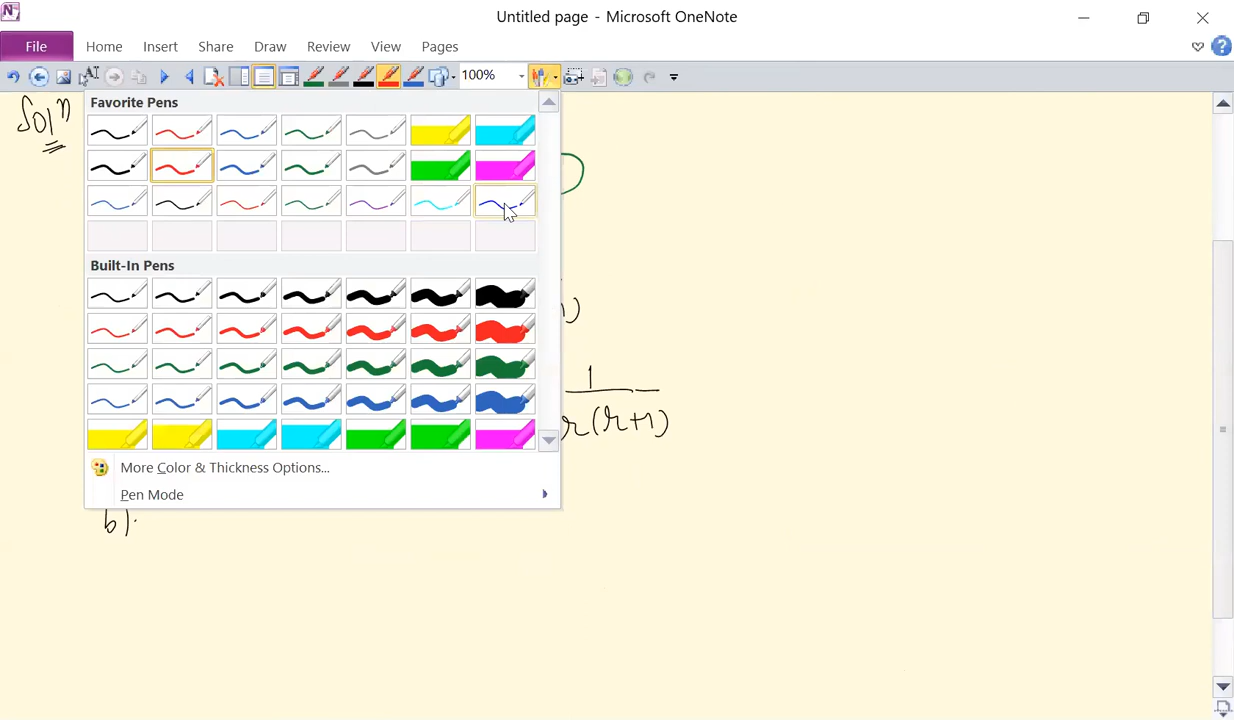 Untitled page - Microsoft OneNote
File Home Insert Share Draw Review View Pages
100%
Solⁿ
Favorite Pens
Built-In Pens
1
r(r+1)
More Color & Thickness Options...
Pen Mode
b).